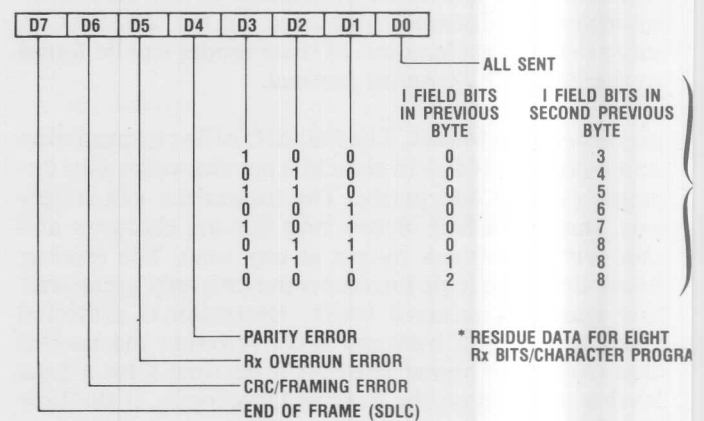 D7 D6 D5 D4 D3 D2 D1 D0
ALL SENT
I FIELD BITS I FIELD BITS IN
IN PREVIOUS SECOND PREVIOUS
BYTE BYTE
1 0 0 0 3
0 1 0 0 4
1 1 0 0 5
0 0 1 0 6
1 0 1 0 7
0 1 1 0 8
1 1 1 1 8
0 0 0 2 8
PARITY ERROR * RESIDUE DATA FOR EIGHT
Rx OVERRUN ERROR Rx BITS/CHARACTER PROGRA
CRC/FRAMING ERROR
END OF FRAME (SDLC)